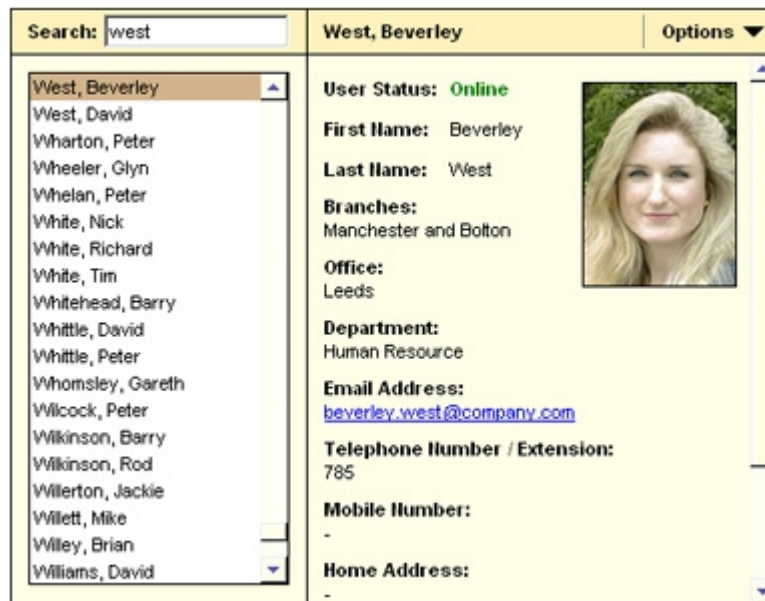 Search: west
West, Beverley
Options
West, Beverley
West, David
Wharton, Peter
Wheeler, Glyn
Whelan, Peter
White, Nick
White, Richard
White, Tim
Whitehead, Barry
Whittle, David
Whittle, Peter
Whomsley, Gareth
Wilcock, Peter
Wilkinson, Barry
Wilkinson, Rod
Willerton, Jackie
Willett, Mike
Willey, Brian
Williams, David
User Status: Online
First Name: Beverley
Last Name: West
Branches:
Manchester and Bolton
Office:
Leeds
Department:
Human Resource
Email Address:
beverley.west@company.com
Telephone Number / Extension:
785
Mobile Number:
-
Home Address:
-